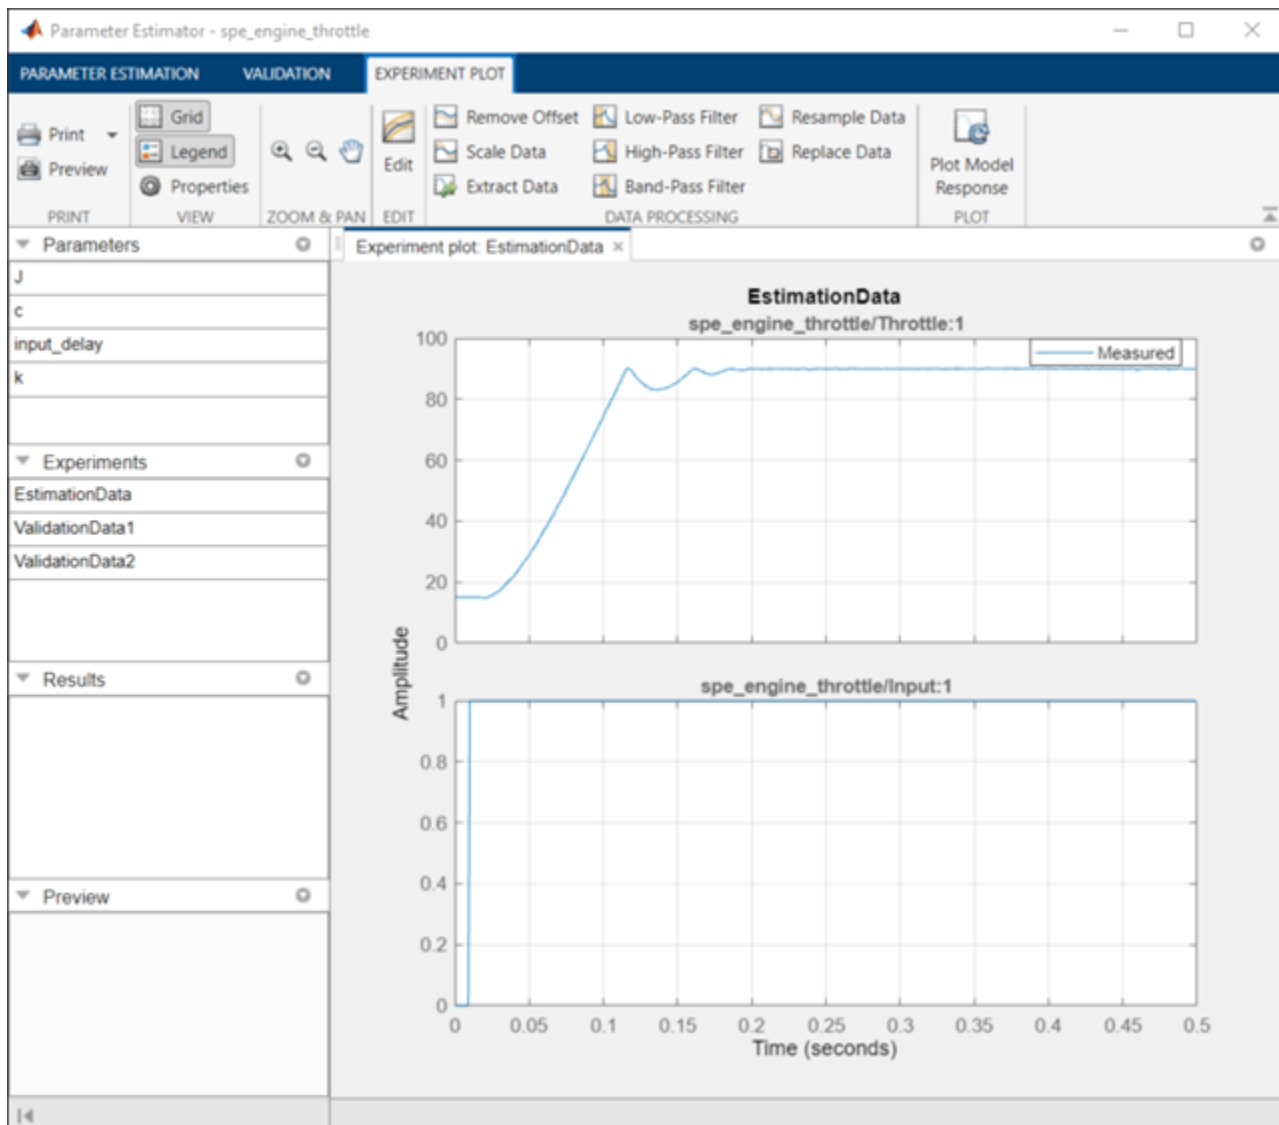 Parameter Estimator - spe_engine_throttle
PARAMETER ESTIMATION VALIDATION EXPERIMENT PLOT
Print
Preview
PRINT
Grid
Legend
Properties
VIEW
ZOOM & PAN
Edit
EDIT
Remove Offset Low-Pass Filter Resample Data
Scale Data High-Pass Filter Replace Data
Extract Data Band-Pass Filter
DATA PROCESSING
Plot Model
Response
PLOT
Parameters
J
c
input_delay
k
Experiments
EstimationData
ValidationData1
ValidationData2
Results
Preview
Experiment plot: EstimationData
EstimationData
spe_engine_throttle/Throttle:1
Measured
100
80
60
40
20
0
Amplitude
spe_engine_throttle/Input:1
1
0.8
0.6
0.4
0.2
0
0 0.05 0.1 0.15 0.2 0.25 0.3 0.35 0.4 0.45 0.5
Time (seconds)